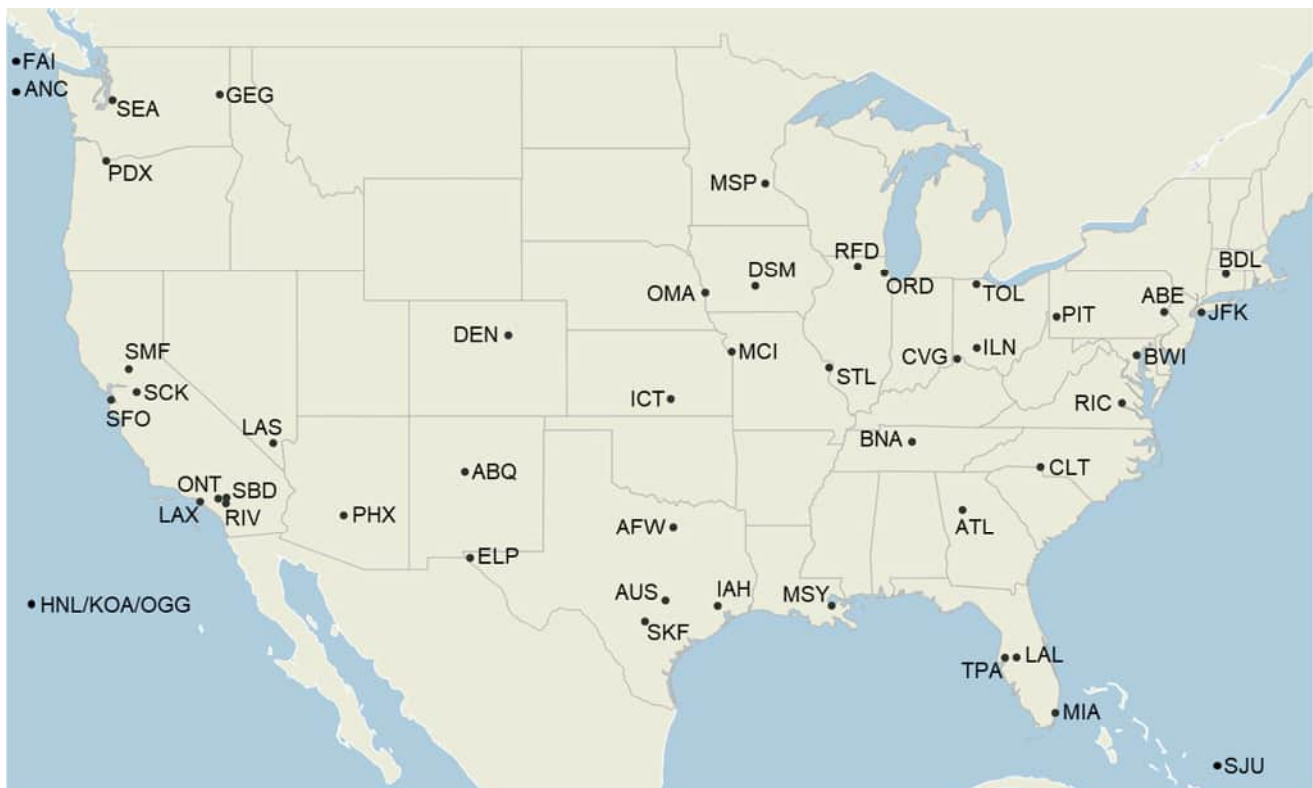 FAI
ANC
SEA
GEG
PDX
MSP
RFD
ORD
DSM
OMA
TOL
BDL
ABE
JFK
PIT
DEN
MCI
CVG
ILN
BWI
SMF
SCK
SFO
STL
ICT
RIC
LAS
BNA
CLT
ABQ
ONT
SBD
LAX
RIV
PHX
AFW
ATL
ELP
AUS
IAH
MSY
SKF
HNL/KOA/OGG
TPA
LAL
MIA
SJU